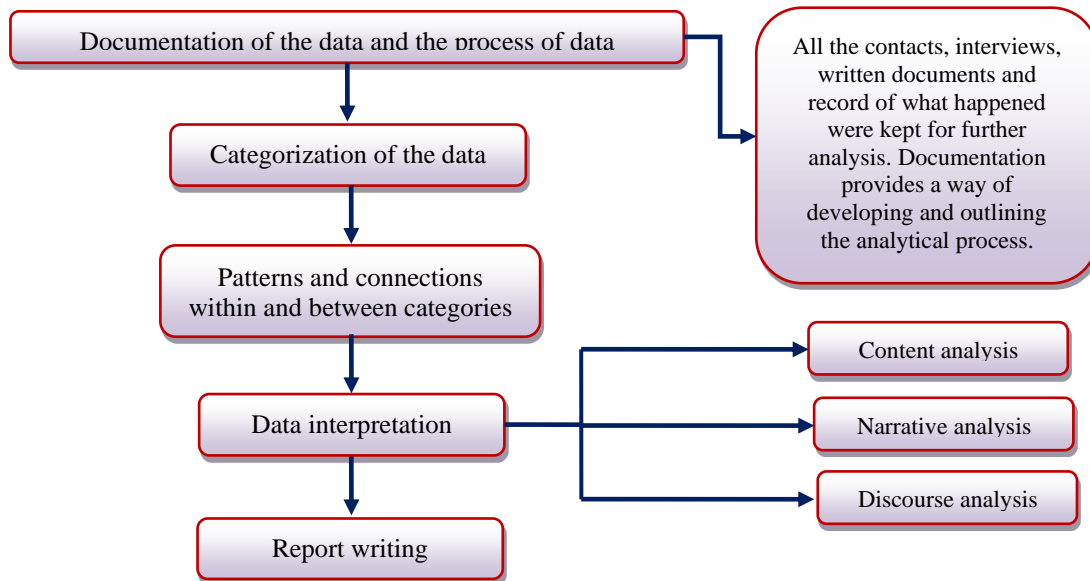 Documentation of the data and the process of data
All the contacts, interviews,
written documents and
record of what happened
were kept for further
analysis. Documentation
provides a way of
developing and outlining
the analytical process.
Categorization of the data
Patterns and connections
within and between categories
Content analysis
Data interpretation
Narrative analysis
Discourse analysis
Report writing